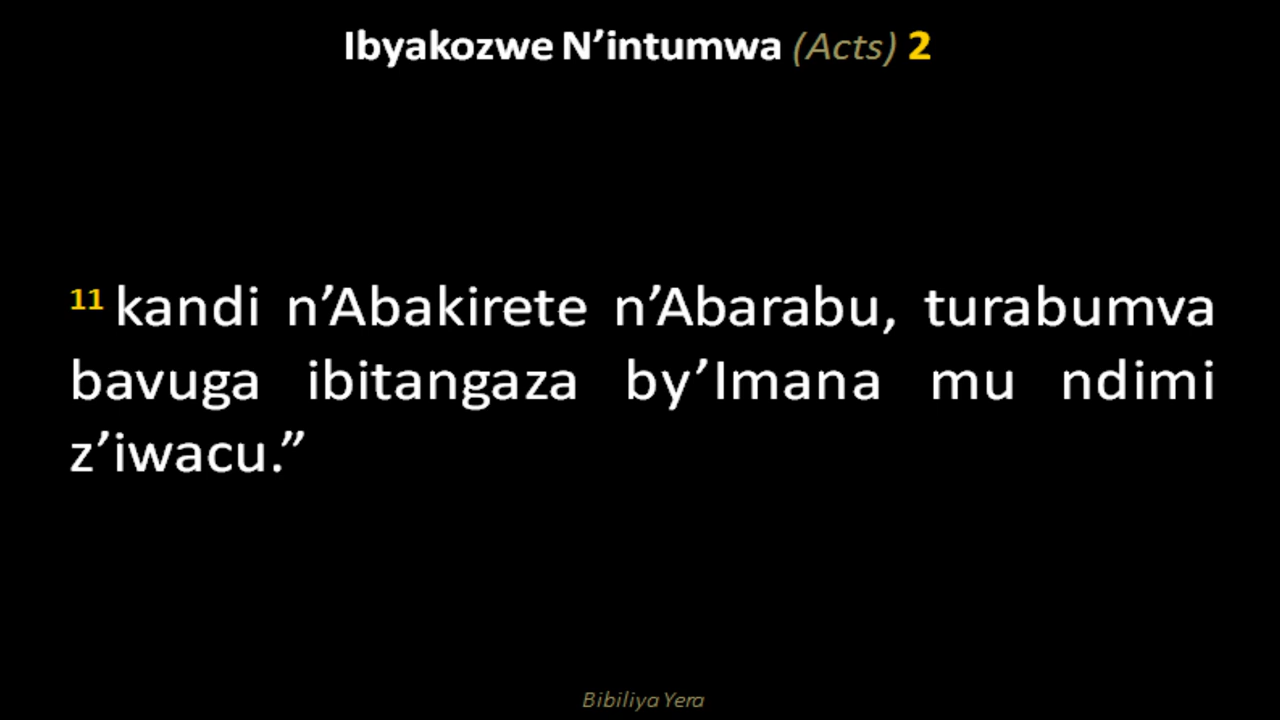 Ibyakozwe N’intumwa (Acts) 2
11 kandi n’Abakirete n’Abarabu, turabumva
bavuga ibitangaza by’Imana mu ndimi
z’iwacu.”
Bibiliya Yera